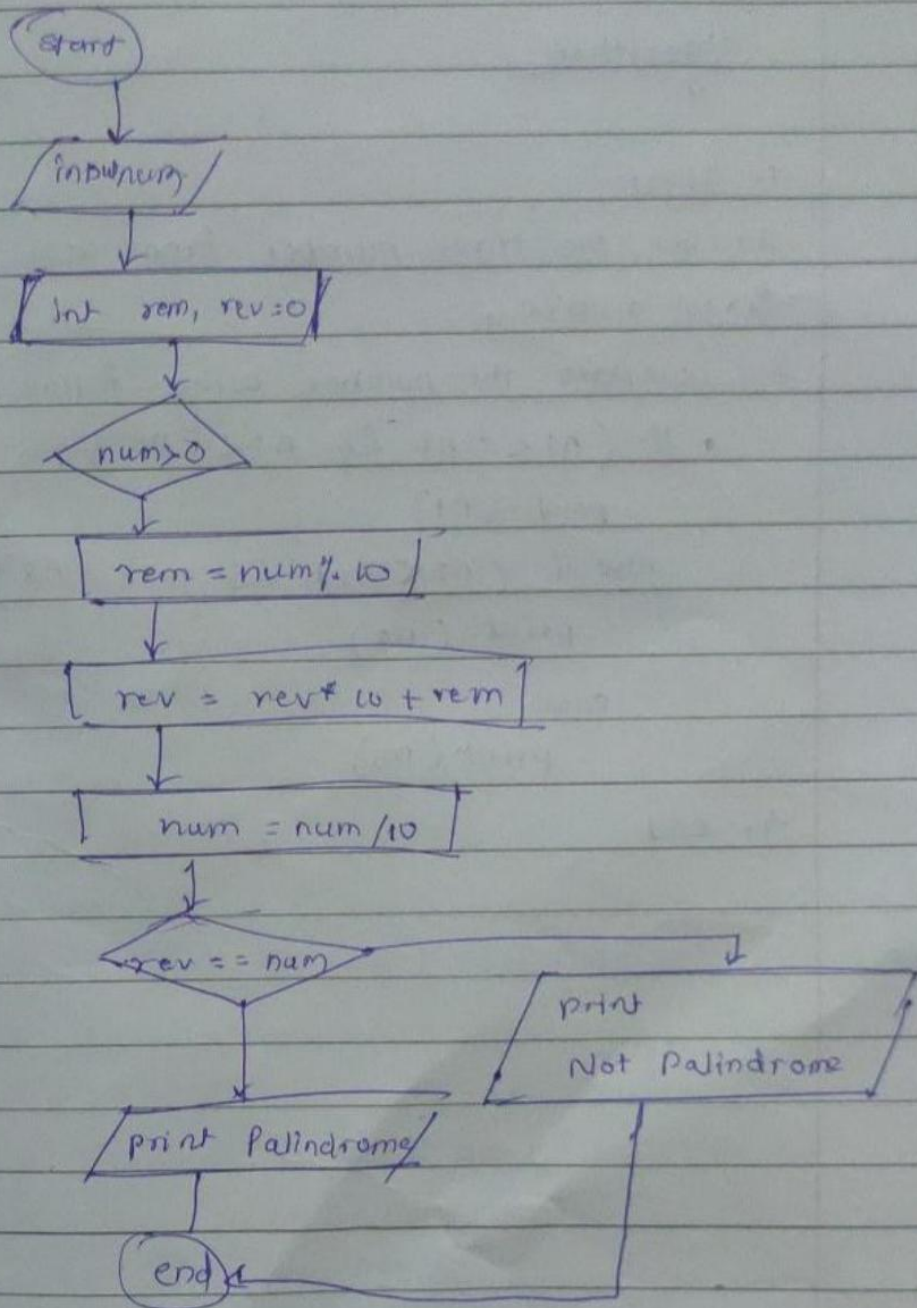 start
input num
int rem, rev=0
num>0
rem = num % 10
rev = rev* 10 + rem
num = num /10
rev == num
print
Not Palindrome
print Palindrome
end